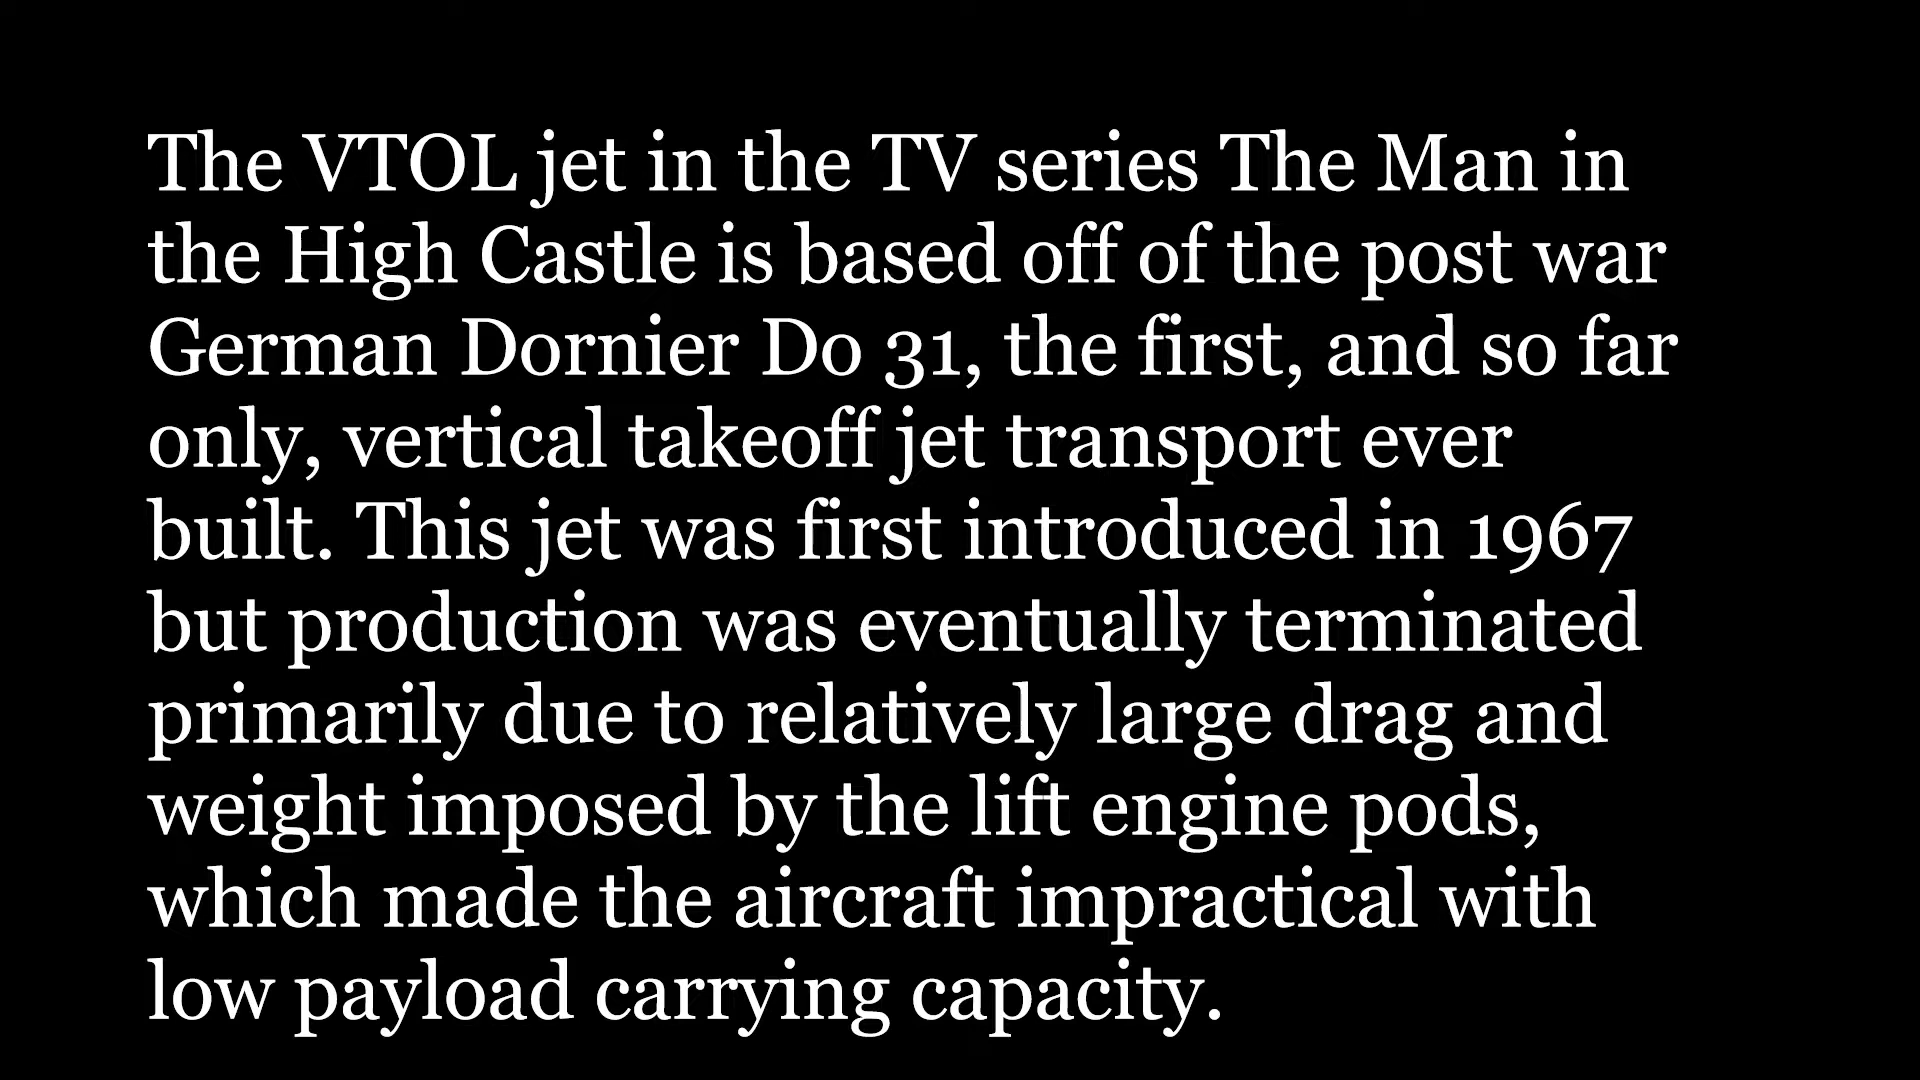 The VTOL jet in the TV series The Man in
the High Castle is based off of the post war
German Dornier Do 31, the first, and so far
only, vertical takeoff jet transport ever
built. This jet was first introduced in 1967
but production was eventually terminated
primarily due to relatively large drag and
weight imposed by the lift engine pods,
which made the aircraft impractical with
low payload carrying capacity.